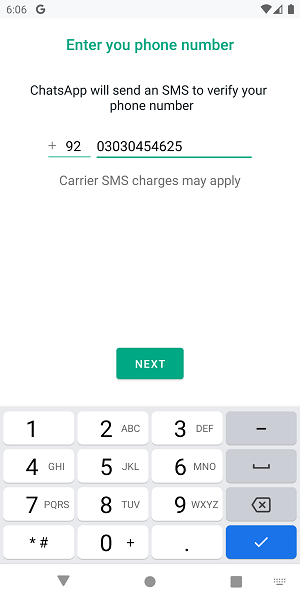 6:06 G
Enter you phone number
ChatsApp will send an SMS to verify your
phone number
+ 92 03030454625
Carrier SMS charges may apply
NEXT
1 2 ABC 3 DEF –
4 GHI 5 JKL 6 MNO
7 PQRS 8 TUV 9 WXYZ
* # 0 + .